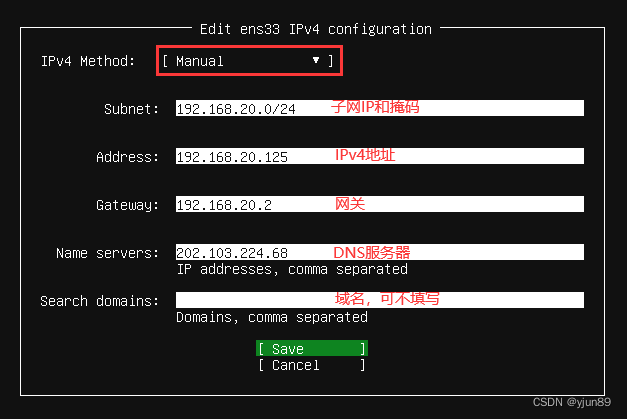 Edit ens33 IPv4 configuration
IPv4 Method: [ Manual ▼ ]
Subnet: 192.168.20.0/24 子网IP和掩码
Address: 192.168.20.125 IPv4地址
Gateway: 192.168.20.2 网关
Name servers: 202.103.224.68 DNS服务器
IP addresses, comma separated
Search domains: 域名，可不填写
Domains, comma separated
[ Save ]
[ Cancel ]
CSDN @yjun89